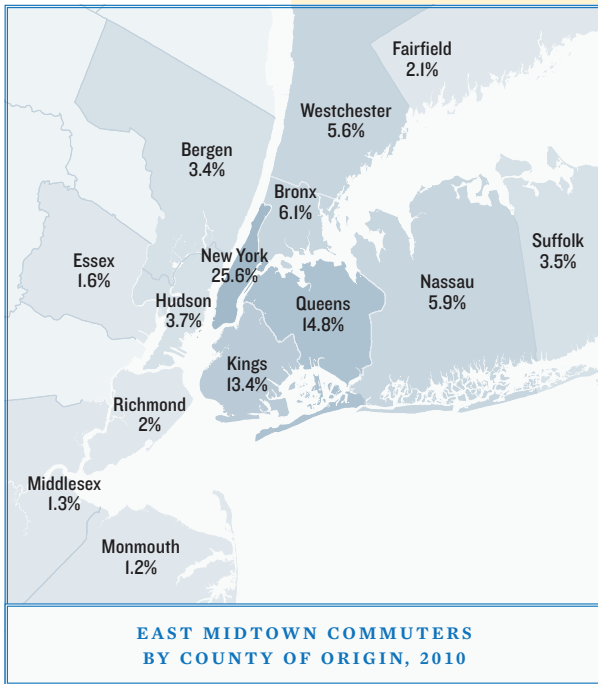 Fairfield
2.1%
Westchester
5.6%
Bergen
3.4%
Bronx
6.1%
New York
25.6%
Essex
1.6%
Suffolk
3.5%
Nassau
5.9%
Hudson
3.7%
Queens
14.8%
Kings
13.4%
Richmond
2%
Middlesex
1.3%
Monmouth
1.2%
EAST MIDTOWN COMMUTERS
BY COUNTY OF ORIGIN, 2010